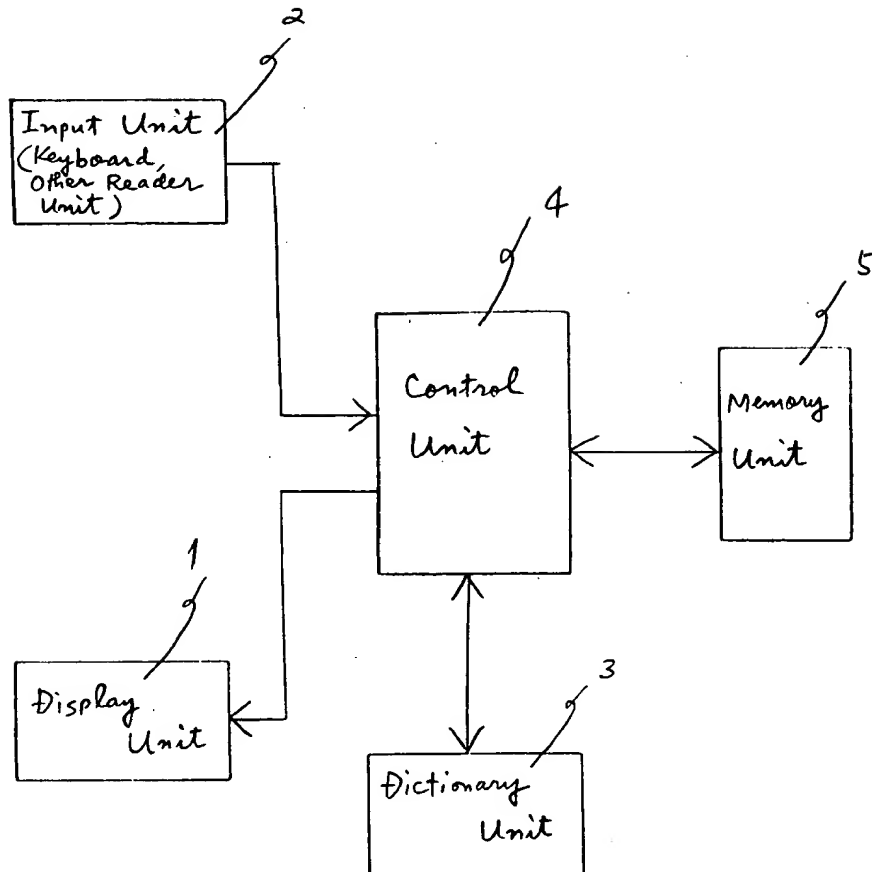 2
Input Unit
(Keyboard,
Other Reader
Unit)
4
5
Control
Unit
Memory
Unit
1
Display
Unit
3
Dictionary
Unit